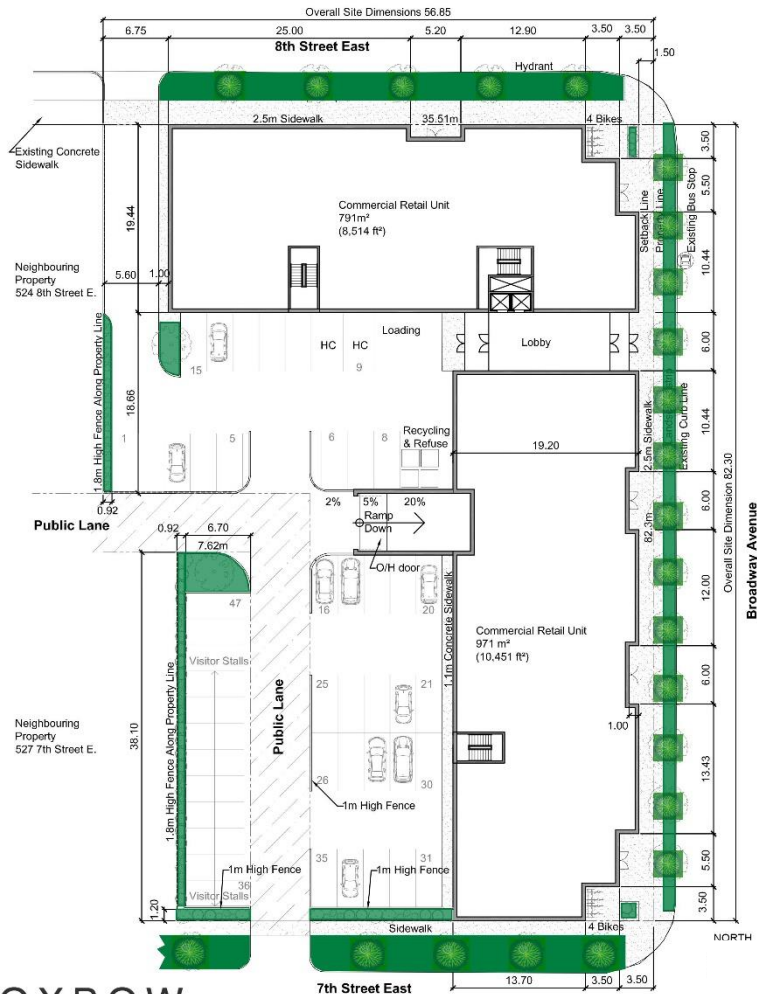 Overall Site Dimensions 56.85
6.75 25.00 5.20 12.90 3.50 3.50
1.50
8th Street East
Hydrant
2.5m Sidewalk 35.51m 4 Bikes
Existing Concrete
Sidewalk
Commercial Retail Unit
791m²
(8,514 ft²)
19.44
Neighbouring
Property
524 8th Street E.
5.60 1.00
Setback Line
Property Line
Existing Bus Stop
3.50
5.50
10.44
6.00
10.44
6.00
12.00
6.00
13.43
5.50
3.50
Overall Site Dimension 82.30
Broadway Avenue
HC HC
Loading
Lobby
15
9
1.8m High Fence Along Property Line
18.66
1
5
6
8
Recycling
& Refuse
19.20
2.5m Sidewalk
Existing Curb Line
82.3m
0.92
Public Lane
2% 5% 20%
Ramp
Down
O/H door
0.92 6.70
7.62m
47
16
20
1.1m Concrete Sidewalk
Commercial Retail Unit
971 m²
(10,451 ft²)
Visitor Stalls
25
21
Public Lane
1.8m High Fence Along Property Line
38.10
Neighbouring
Property
527 7th Street E.
1.00
26
30
1m High Fence
35
31
1m High Fence
1m High Fence
36
Visitor Stalls
1.20
Sidewalk
4 Bikes
NORTH
13.70 3.50 3.50
7th Street East